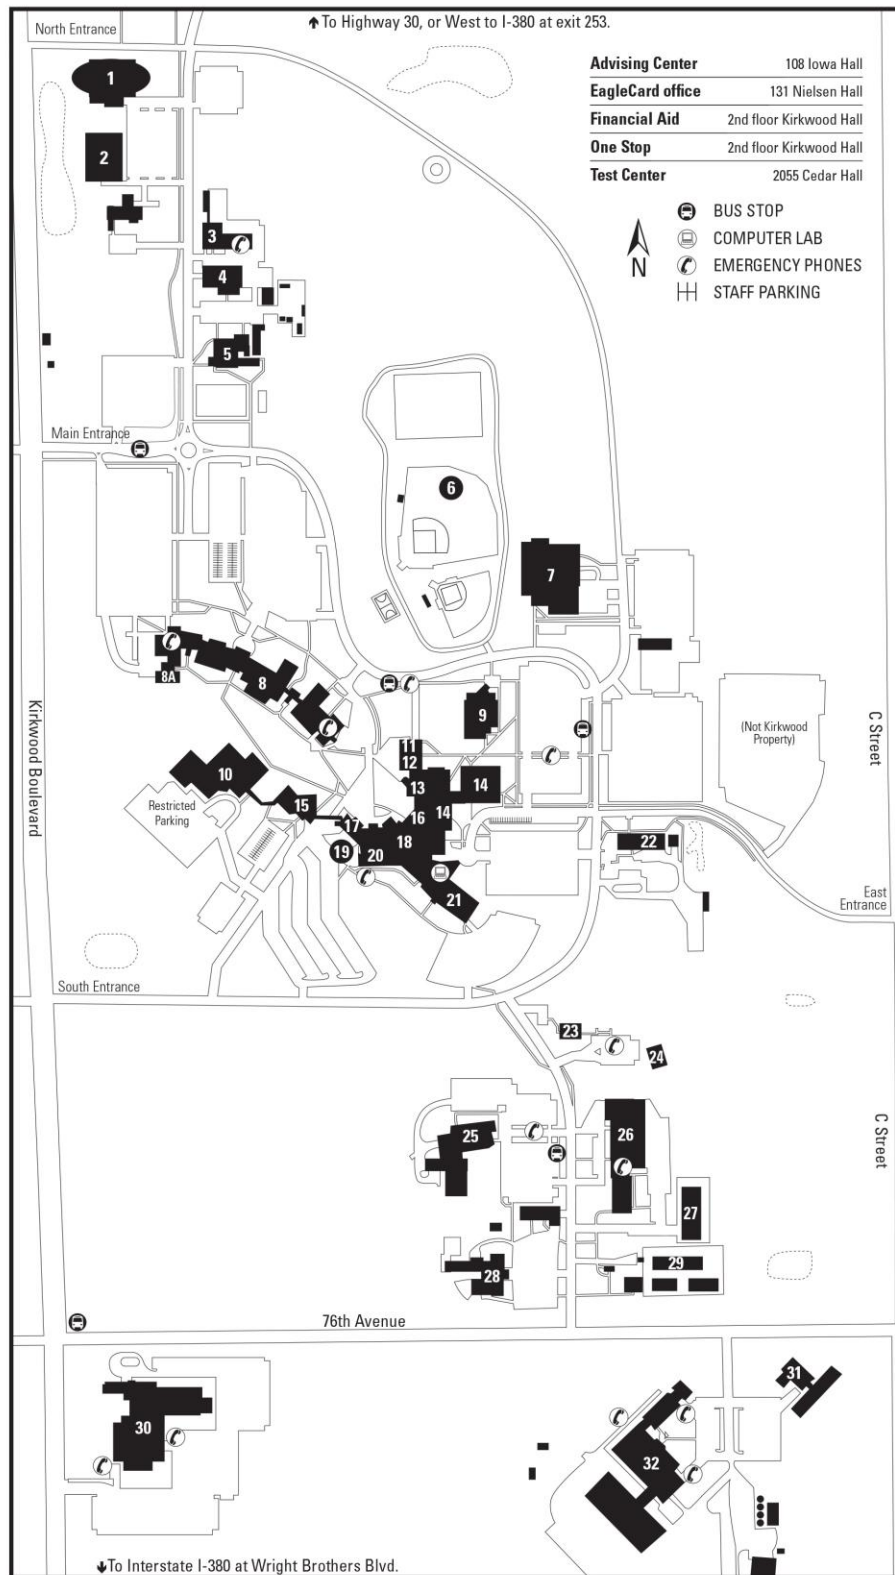 To Highway 30, or West to I-380 at exit 253.
North Entrance
Advising Center 108 Iowa Hall
EagleCard office 131 Nielsen Hall
Financial Aid 2nd floor Kirkwood Hall
One Stop 2nd floor Kirkwood Hall
Test Center 2055 Cedar Hall
BUS STOP
COMPUTER LAB
EMERGENCY PHONES
STAFF PARKING
N
1
2
3
4
5
Main Entrance
6
7
8A
8
9
Kirkwood Boulevard
C Street
(Not Kirkwood
Property)
10
11
12
13
14
14
15
16
17
18
19
20
21
Restricted
Parking
22
East
Entrance
South Entrance
23
24
25
26
C Street
27
28
29
76th Avenue
30
31
32
To Interstate I-380 at Wright Brothers Blvd.